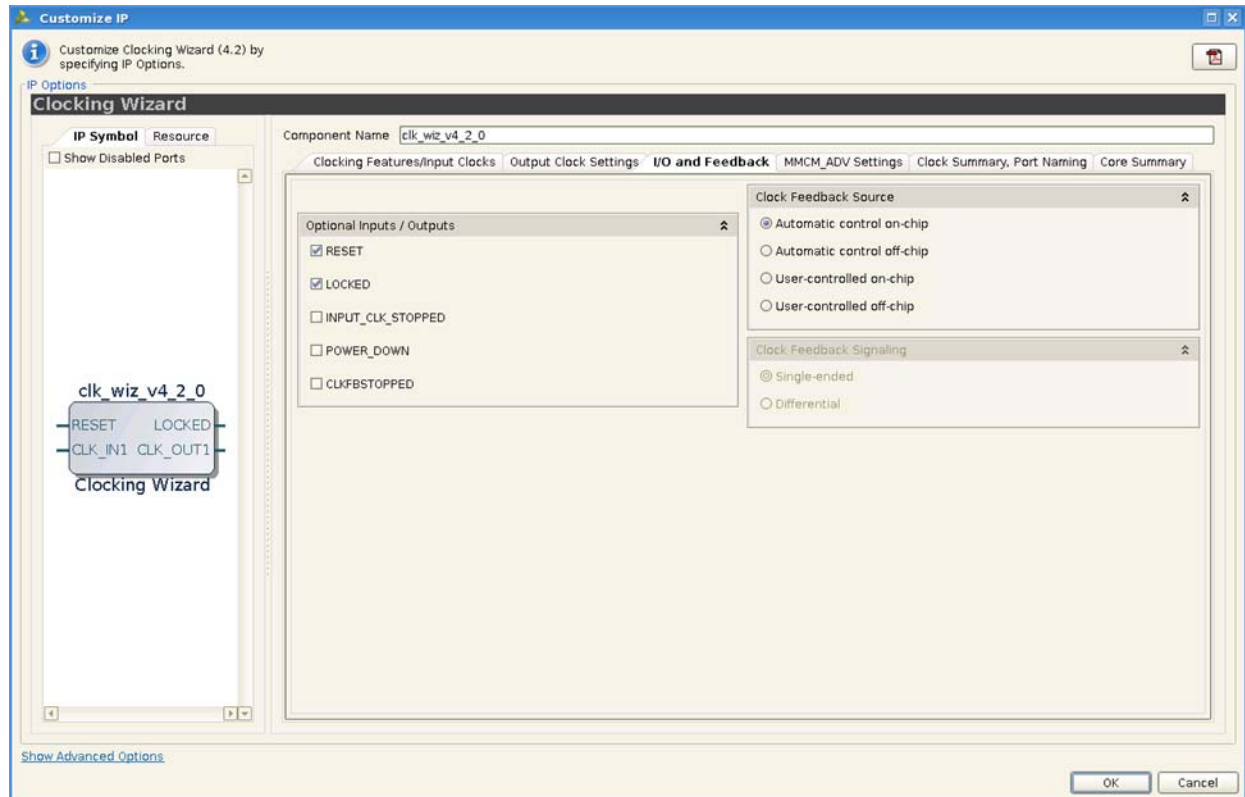 Customize IP
Customize Clocking Wizard (4.2) by
specifying IP Options.
IP Options
Clocking Wizard
IP Symbol Resource
Show Disabled Ports
clk_wiz_v4_2_0
RESET LOCKED
CLK_IN1 CLK_OUT1
Clocking Wizard
Component Name clk_wiz_v4_2_0
Clocking Features/Input Clocks Output Clock Settings I/O and Feedback MMCM_ADV Settings Clock Summary, Port Naming Core Summary
Optional Inputs / Outputs
RESET
LOCKED
INPUT_CLK_STOPPED
POWER_DOWN
CLKFBSTOPPED
Clock Feedback Source
Automatic control on-chip
Automatic control off-chip
User-controlled on-chip
User-controlled off-chip
Clock Feedback Signaling
Single-ended
Differential
Show Advanced Options
OK Cancel